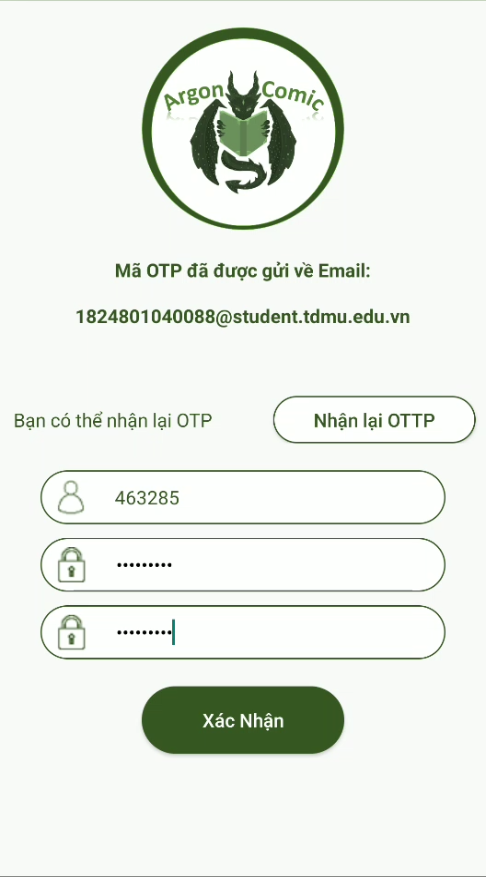 Argon Comic
Mã OTP đã được gửi về Email:
1824801040088@student.tdmu.edu.vn
Bạn có thể nhận lại OTP
Nhận lại OTTP
463285
•••••••••
•••••••••
Xác Nhận